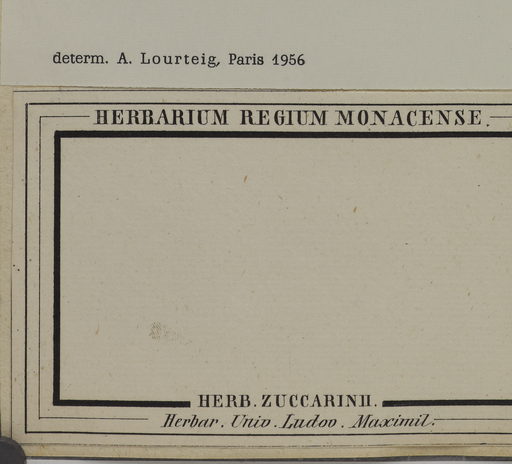 determ. A. Lourteig, Paris 1956
HERBARIUM REGIUM MONACENSE.
HERB. ZUCCARINII.
Herbar. Univ. Ludov. Maximil.